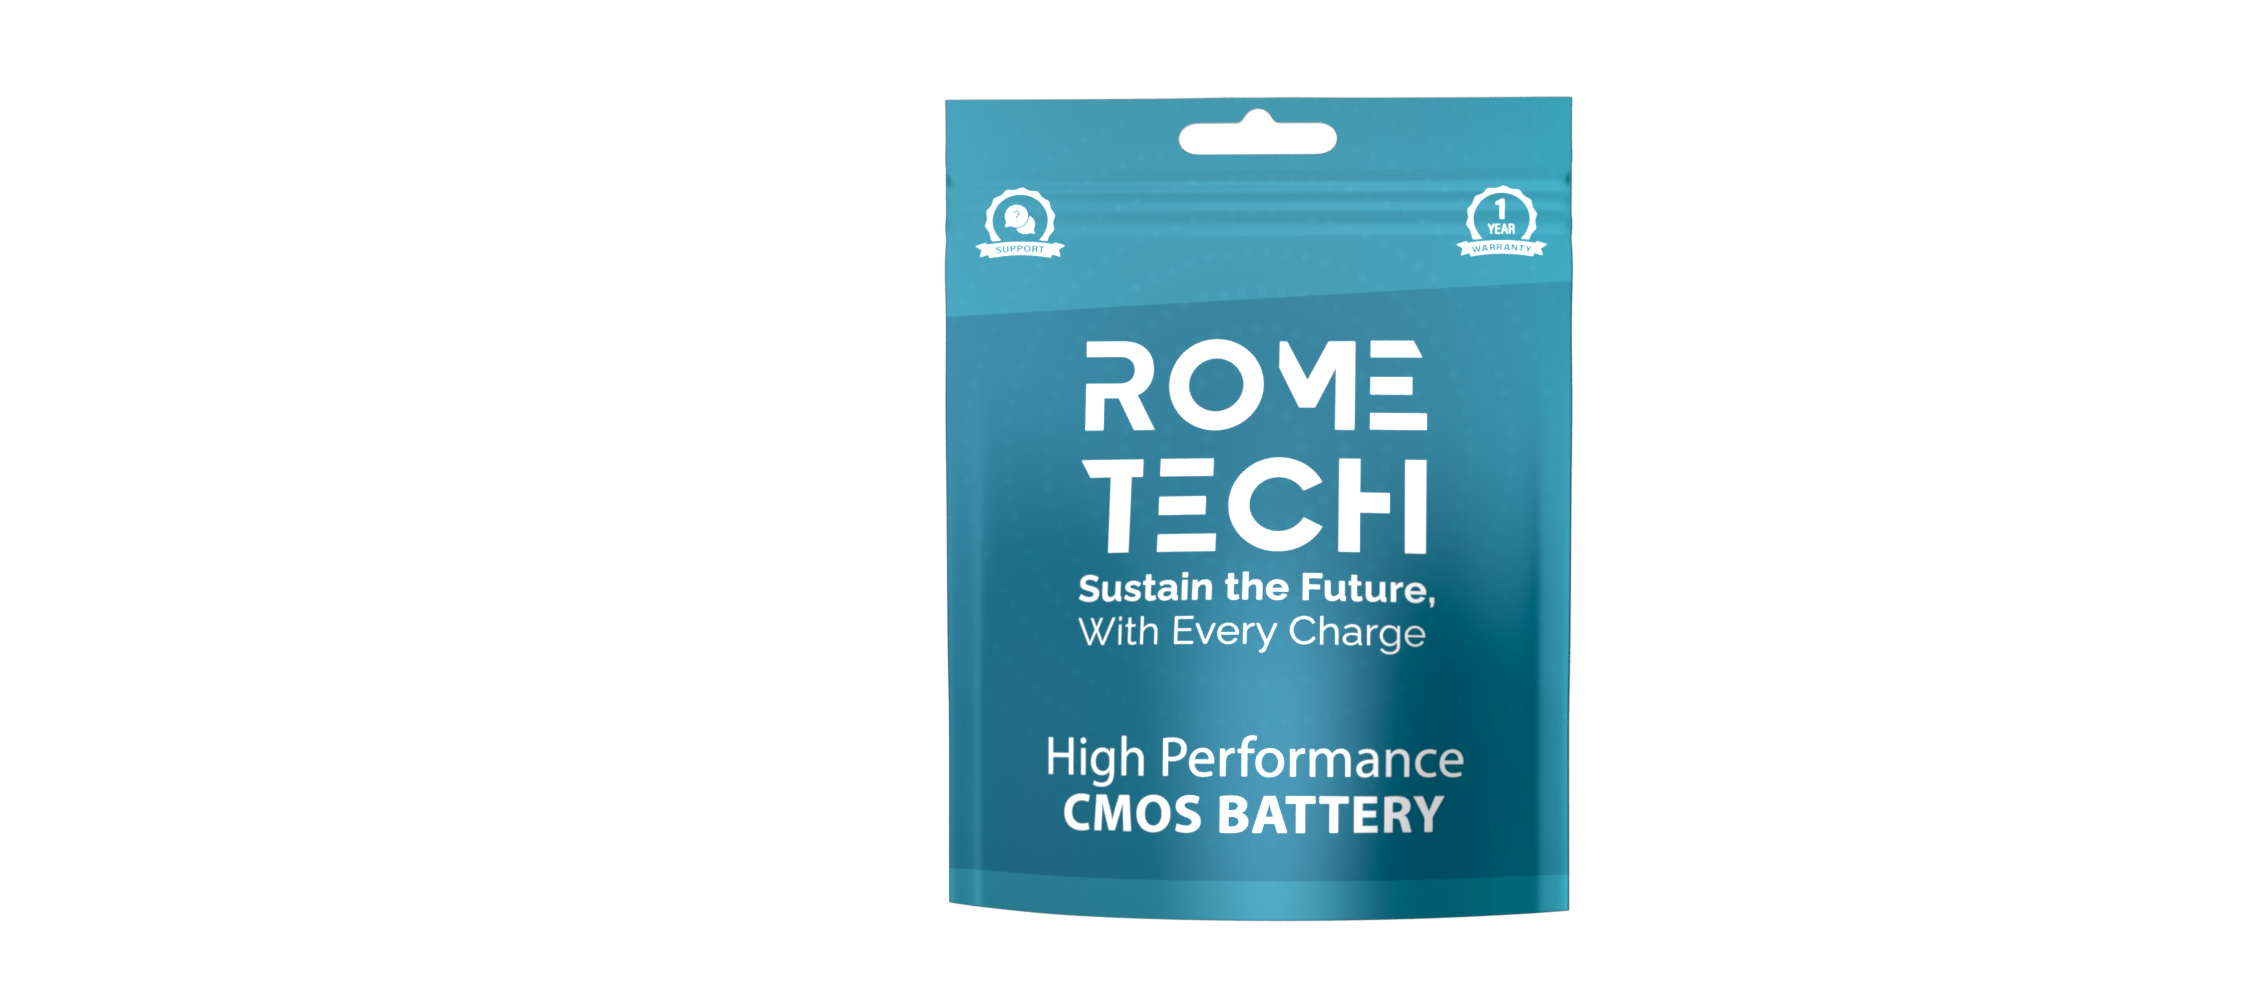 ?
SUPPORT
1
YEAR
WARRANTY
ROME
TECH
Sustain the Future,
With Every Charge
High Performance
CMOS BATTERY